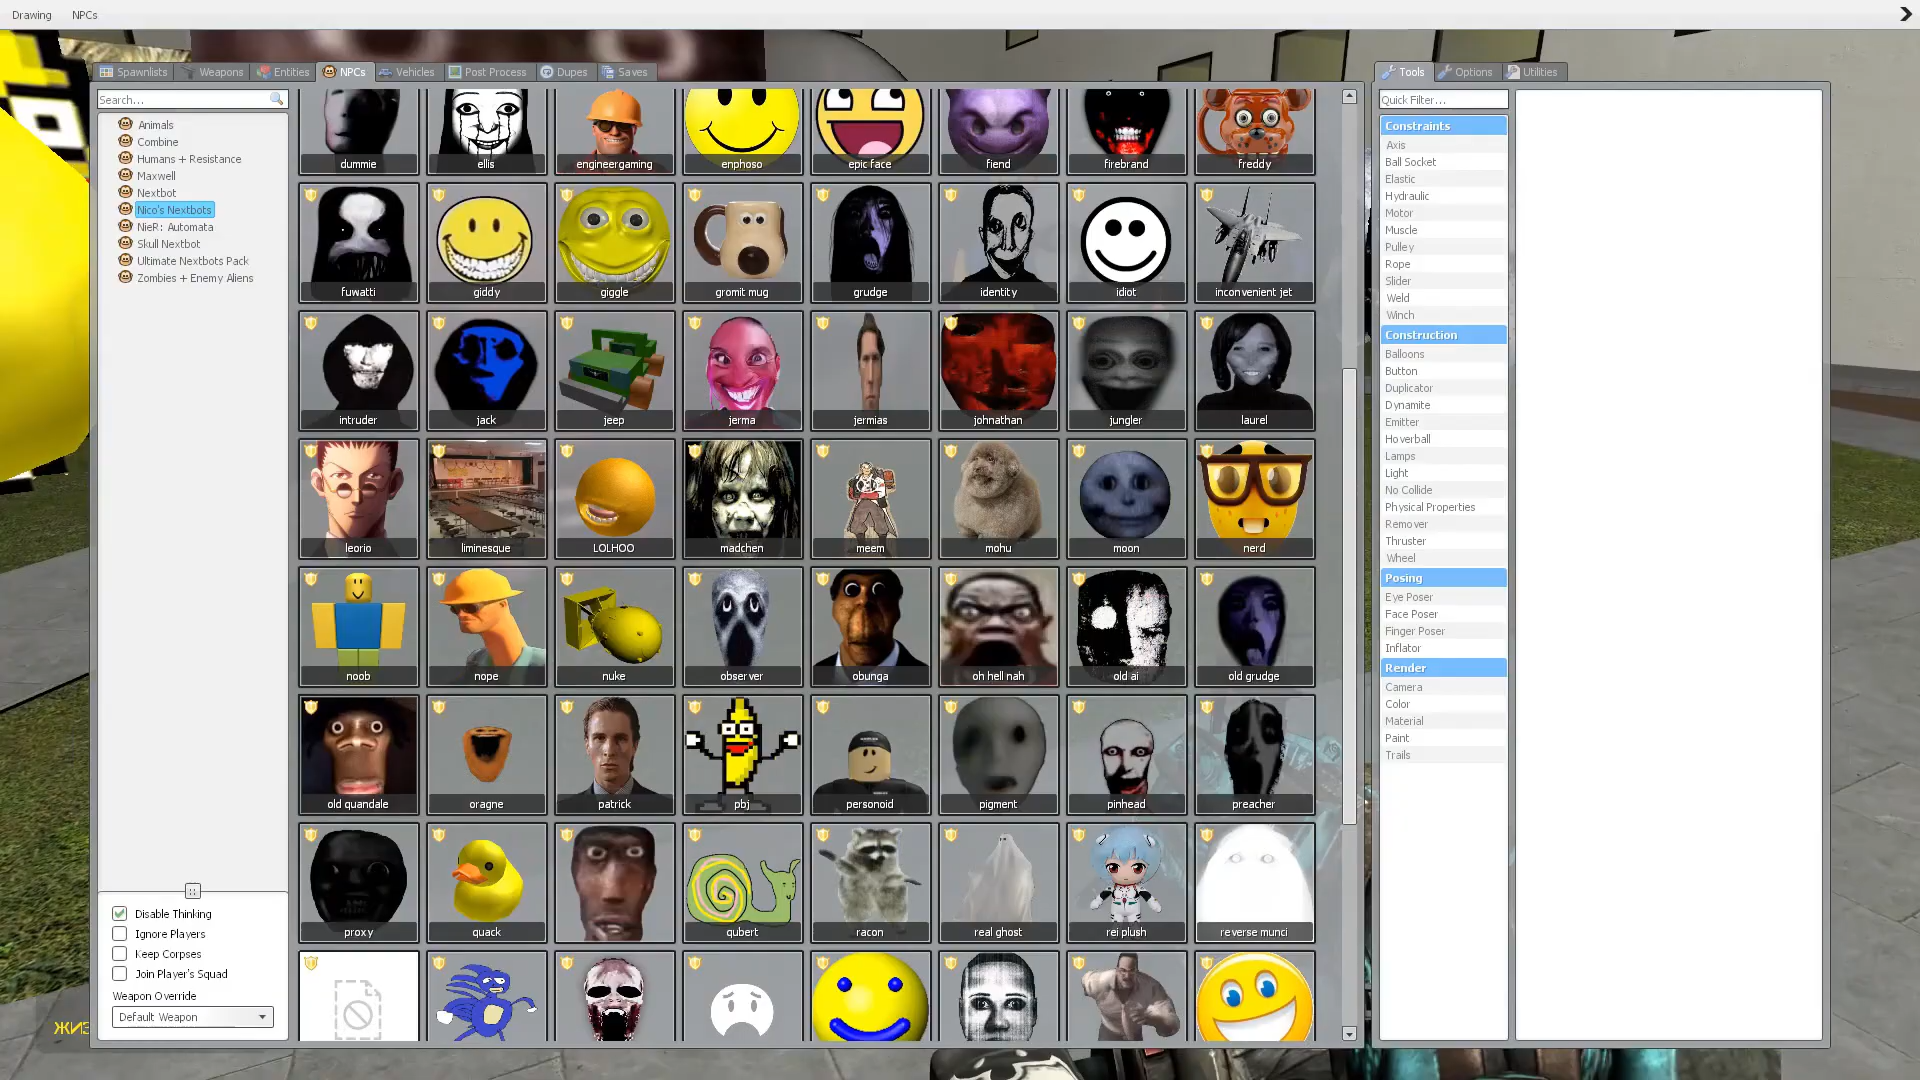 Drawing NPCs
Spawnlists Weapons Entities NPCs Vehicles Post Process Dupes Saves
Tools Options Utilities
Search...
Animals
Combine
Humans + Resistance
Maxwell
Nextbot
Nico's Nextbots
NieR: Automata
Skull Nextbot
Ultimate Nextbots Pack
Zombies + Enemy Aliens
Disable Thinking
Ignore Players
Keep Corpses
Join Player's Squad
Weapon Override
Default Weapon
ЖИЗ
dummie ellis engineergaming enphoso epic face fiend firebrand freddy
fuwatti giddy giggle gromit mug grudge identity idiot inconvenient jet
intruder jack jeep jerma jermias johnathan jungler laurel
leorio liminesque LOLHOO madchen meem mohu moon nerd
noob nope nuke observer obunga oh hell nah old ai old grudge
old quandale oragne patrick pbj personoid pigment pinhead preacher
proxy quack qubert racon real ghost rei plush reverse munci
Quick Filter...
Constraints
Axis
Ball Socket
Elastic
Hydraulic
Motor
Muscle
Pulley
Rope
Slider
Weld
Winch
Construction
Balloons
Button
Duplicator
Dynamite
Emitter
Hoverball
Lamps
Light
No Collide
Physical Properties
Remover
Thruster
Wheel
Posing
Eye Poser
Face Poser
Finger Poser
Inflator
Render
Camera
Color
Material
Paint
Trails